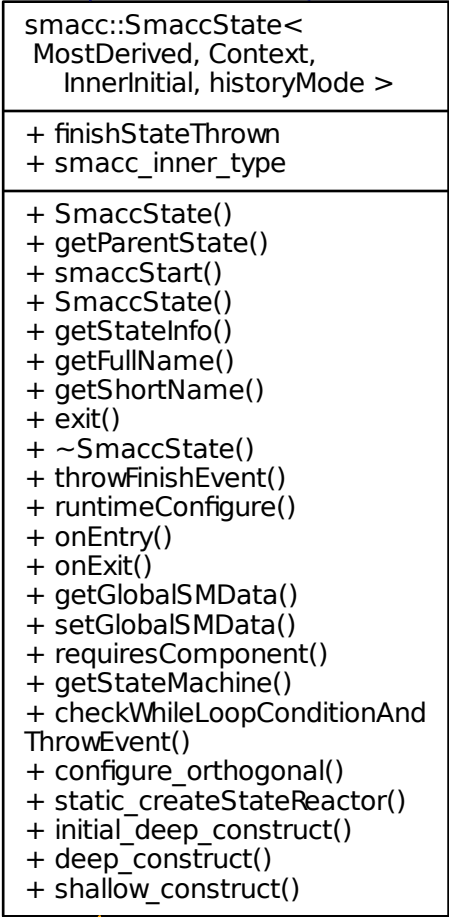 smacc::SmaccState<
MostDerived, Context,
InnerInitial, historyMode >
+ finishStateThrown
+ smacc_inner_type
+ SmaccState()
+ getParentState()
+ smaccStart()
+ SmaccState()
+ getStateInfo()
+ getFullName()
+ getShortName()
+ exit()
+ ~SmaccState()
+ throwFinishEvent()
+ runtimeConfigure()
+ onEntry()
+ onExit()
+ getGlobalSMData()
+ setGlobalSMData()
+ requiresComponent()
+ getStateMachine()
+ checkWhileLoopConditionAnd
ThrowEvent()
+ configure_orthogonal()
+ static_createStateReactor()
+ initial_deep_construct()
+ deep_construct()
+ shallow_construct()